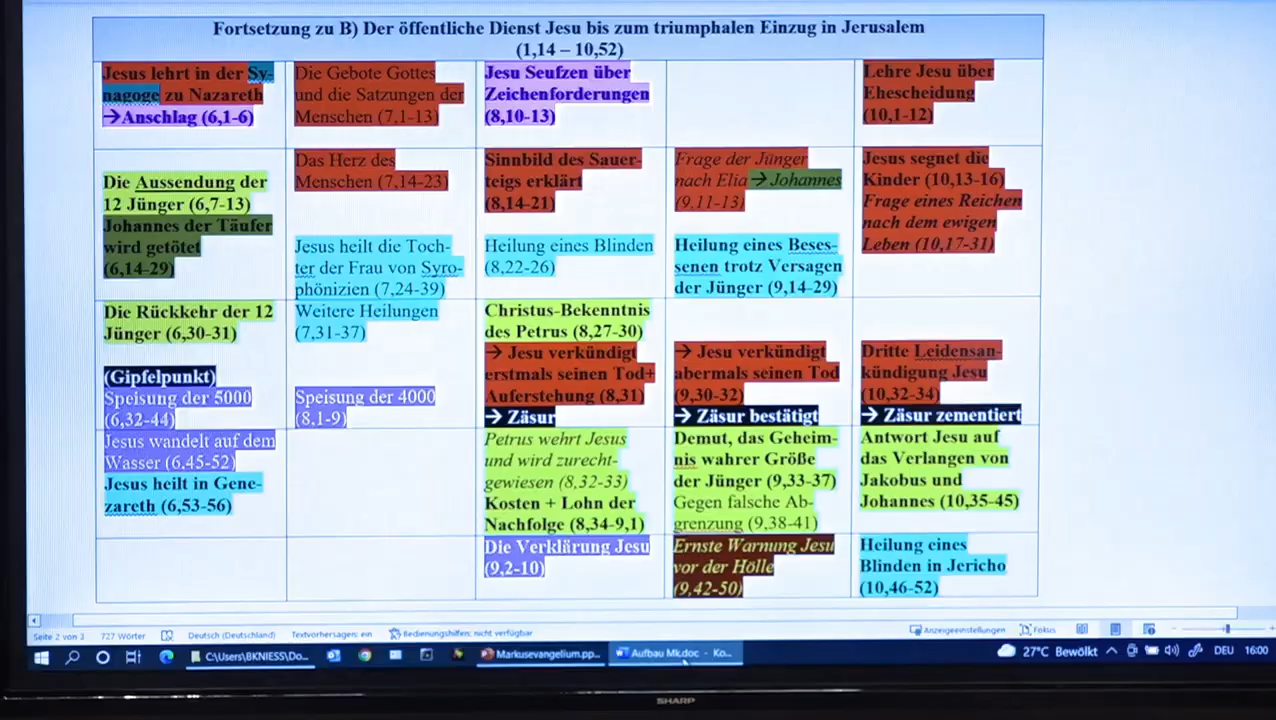 Fortsetzung zu B) Der öffentliche Dienst Jesu bis zum triumphalen Einzug in Jerusalem
(1,14 – 10,52)
Jesus lehrt in der Sy-
nagoge zu Nazareth
→Anschlag (6,1-6)
Die Gebote Gottes
und die Satzungen der
Menschen (7,1-13)
Jesu Seufzen über
Zeichenforderungen
(8,10-13)
Lehre Jesu über
Ehescheidung
(10,1-12)
Die Aussendung der
12 Jünger (6,7-13)
Johannes der Täufer
wird getötet
(6,14-29)
Das Herz des
Menschen (7,14-23)
Jesus heilt die Toch-
ter der Frau von Syro-
phönizien (7,24-39)
Sinnbild des Sauer-
teigs erklärt
(8,14-21)
Heilung eines Blinden
(8,22-26)
Frage der Jünger
nach Elia → Johannes
(9,11-13)
Heilung eines Beses-
senen trotz Versagen
der Jünger (9,14-29)
Jesus segnet die
Kinder (10,13-16)
Frage eines Reichen
nach dem ewigen
Leben (10,17-31)
Die Rückkehr der 12
Jünger (6,30-31)
(Gipfelpunkt)
Speisung der 5000
(6,32-44)
Weitere Heilungen
(7,31-37)
Speisung der 4000
(8,1-9)
Christus-Bekenntnis
des Petrus (8,27-30)
→ Jesu verkündigt
erstmals seinen Tod+
Auferstehung (8,31)
→ Zäsur
→ Jesu verkündigt
abermals seinen Tod
(9,30-32)
→ Zäsur bestätigt
Dritte Leidensan-
kündigung Jesu
(10,32-34)
→ Zäsur zementiert
Jesus wandelt auf dem
Wasser (6,45-52)
Jesus heilt in Gene-
zareth (6,53-56)
Petrus wehrt Jesus
und wird zurecht-
gewiesen (8,32-33)
Kosten + Lohn der
Nachfolge (8,34-9,1)
Demut, das Geheim-
nis wahrer Größe
der Jünger (9,33-37)
Gegen falsche Ab-
grenzung (9,38-41)
Antwort Jesu auf
das Verlangen von
Jakobus und
Johannes (10,35-45)
Die Verklärung Jesu
(9,2-10)
Ernste Warnung Jesu
vor der Hölle
(9,42-50)
Heilung eines
Blinden in Jericho
(10,46-52)
Seite 2 von 3 727 Wörter Deutsch (Deutschland) Textvorhersagen: ein Bedienungshilfen: nicht verfügbar Anzeigeeinstellungen Fokus
C:\Users\BKNIESS\Do... Markusevangelium.pp... Aufbau Mk.doc - Ko... 27°C Bewölkt DEU 16:00
SHARP